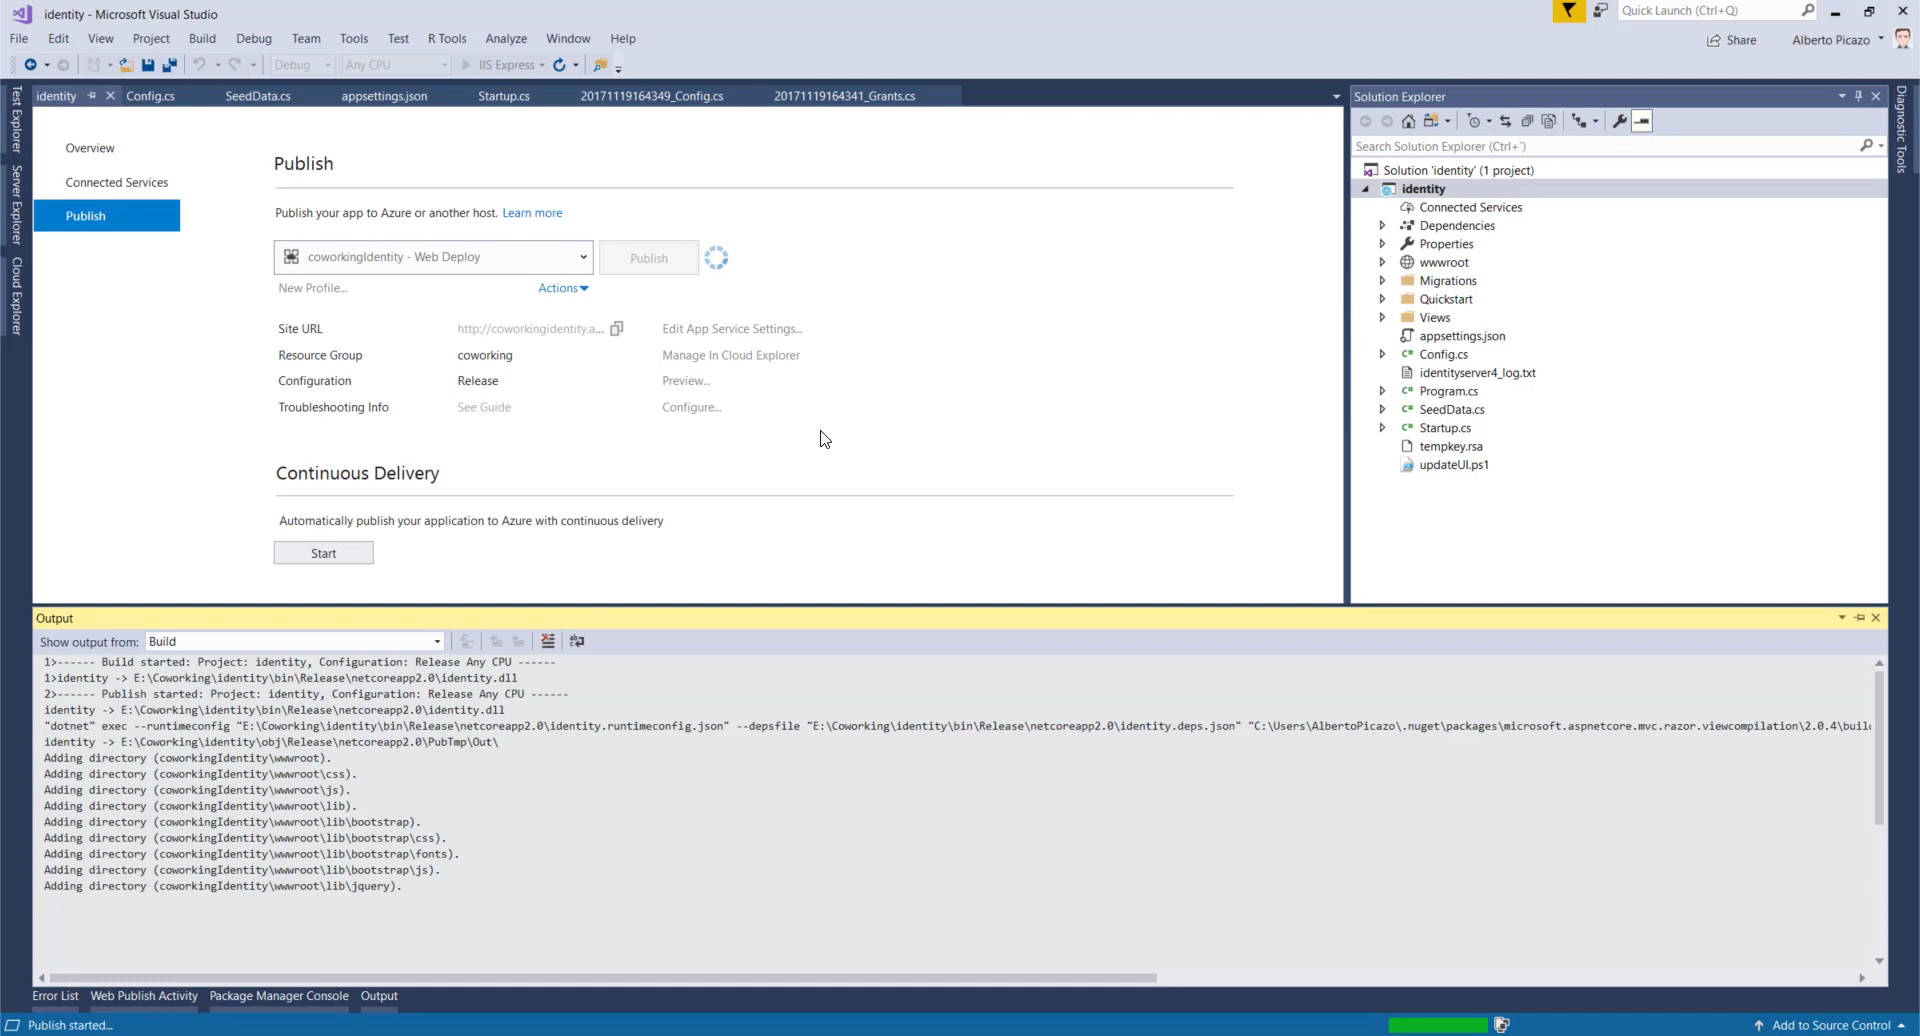 identity - Microsoft Visual Studio
Quick Launch (Ctrl+Q)
File Edit View Project Build Debug Team Tools Test R Tools Analyze Window Help
Share Alberto Picazo
Debug Any CPU IIS Express
identity Config.cs SeedData.cs appsettings.json Startup.cs 20171119164349_Config.cs 20171119164341_Grants.cs
Test Explorer
Server Explorer
Cloud Explorer
Overview
Connected Services
Publish
Publish
Publish your app to Azure or another host. Learn more
coworkingIdentity - Web Deploy Publish
New Profile... Actions
Site URL http://coworkingidentity.a... Edit App Service Settings...
Resource Group coworking Manage In Cloud Explorer
Configuration Release Preview...
Troubleshooting Info See Guide Configure...
Continuous Delivery
Automatically publish your application to Azure with continuous delivery
Start
Solution Explorer
Search Solution Explorer (Ctrl+¨)
Solution 'identity' (1 project)
identity
Connected Services
Dependencies
Properties
wwwroot
Migrations
Quickstart
Views
appsettings.json
Config.cs
identityserver4_log.txt
Program.cs
SeedData.cs
Startup.cs
tempkey.rsa
updateUI.ps1
Diagnostic Tools
Output
Show output from: Build
1>------ Build started: Project: identity, Configuration: Release Any CPU ------
1>identity -> E:\Coworking\identity\bin\Release\netcoreapp2.0\identity.dll
2>------ Publish started: Project: identity, Configuration: Release Any CPU ------
identity -> E:\Coworking\identity\bin\Release\netcoreapp2.0\identity.dll
"dotnet" exec --runtimeconfig "E:\Coworking\identity\bin\Release\netcoreapp2.0\identity.runtimeconfig.json" --depsfile "E:\Coworking\identity\bin\Release\netcoreapp2.0\identity.deps.json" "C:\Users\AlbertoPicazo\.nuget\packages\microsoft.aspnetcore.mvc.razor.viewcompilation\2.0.4\build
identity -> E:\Coworking\identity\obj\Release\netcoreapp2.0\PubTmp\Out\
Adding directory (coworkingIdentity\wwwroot).
Adding directory (coworkingIdentity\wwwroot\css).
Adding directory (coworkingIdentity\wwwroot\js).
Adding directory (coworkingIdentity\wwwroot\lib).
Adding directory (coworkingIdentity\wwwroot\lib\bootstrap).
Adding directory (coworkingIdentity\wwwroot\lib\bootstrap\css).
Adding directory (coworkingIdentity\wwwroot\lib\bootstrap\fonts).
Adding directory (coworkingIdentity\wwwroot\lib\bootstrap\js).
Adding directory (coworkingIdentity\wwwroot\lib\jquery).
Error List Web Publish Activity Package Manager Console Output
Publish started... Add to Source Control